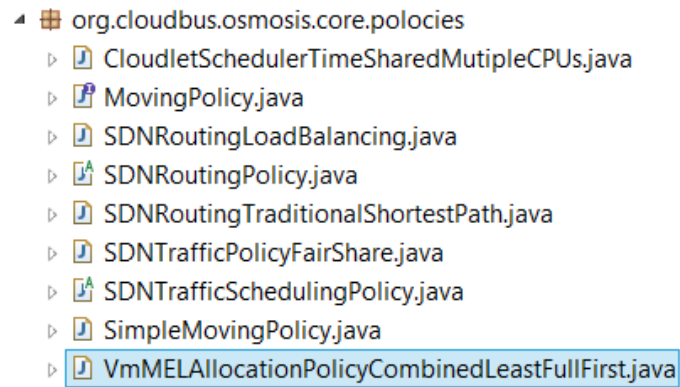 org.cloudbus.osmosis.core.polocies
CloudletSchedulerTimeSharedMutipleCPUs.java
MovingPolicy.java
SDNRoutingLoadBalancing.java
SDNRoutingPolicy.java
SDNRoutingTraditionalShortestPath.java
SDNTrafficPolicyFairShare.java
SDNTrafficSchedulingPolicy.java
SimpleMovingPolicy.java
VmMELAllocationPolicyCombinedLeastFullFirst.java